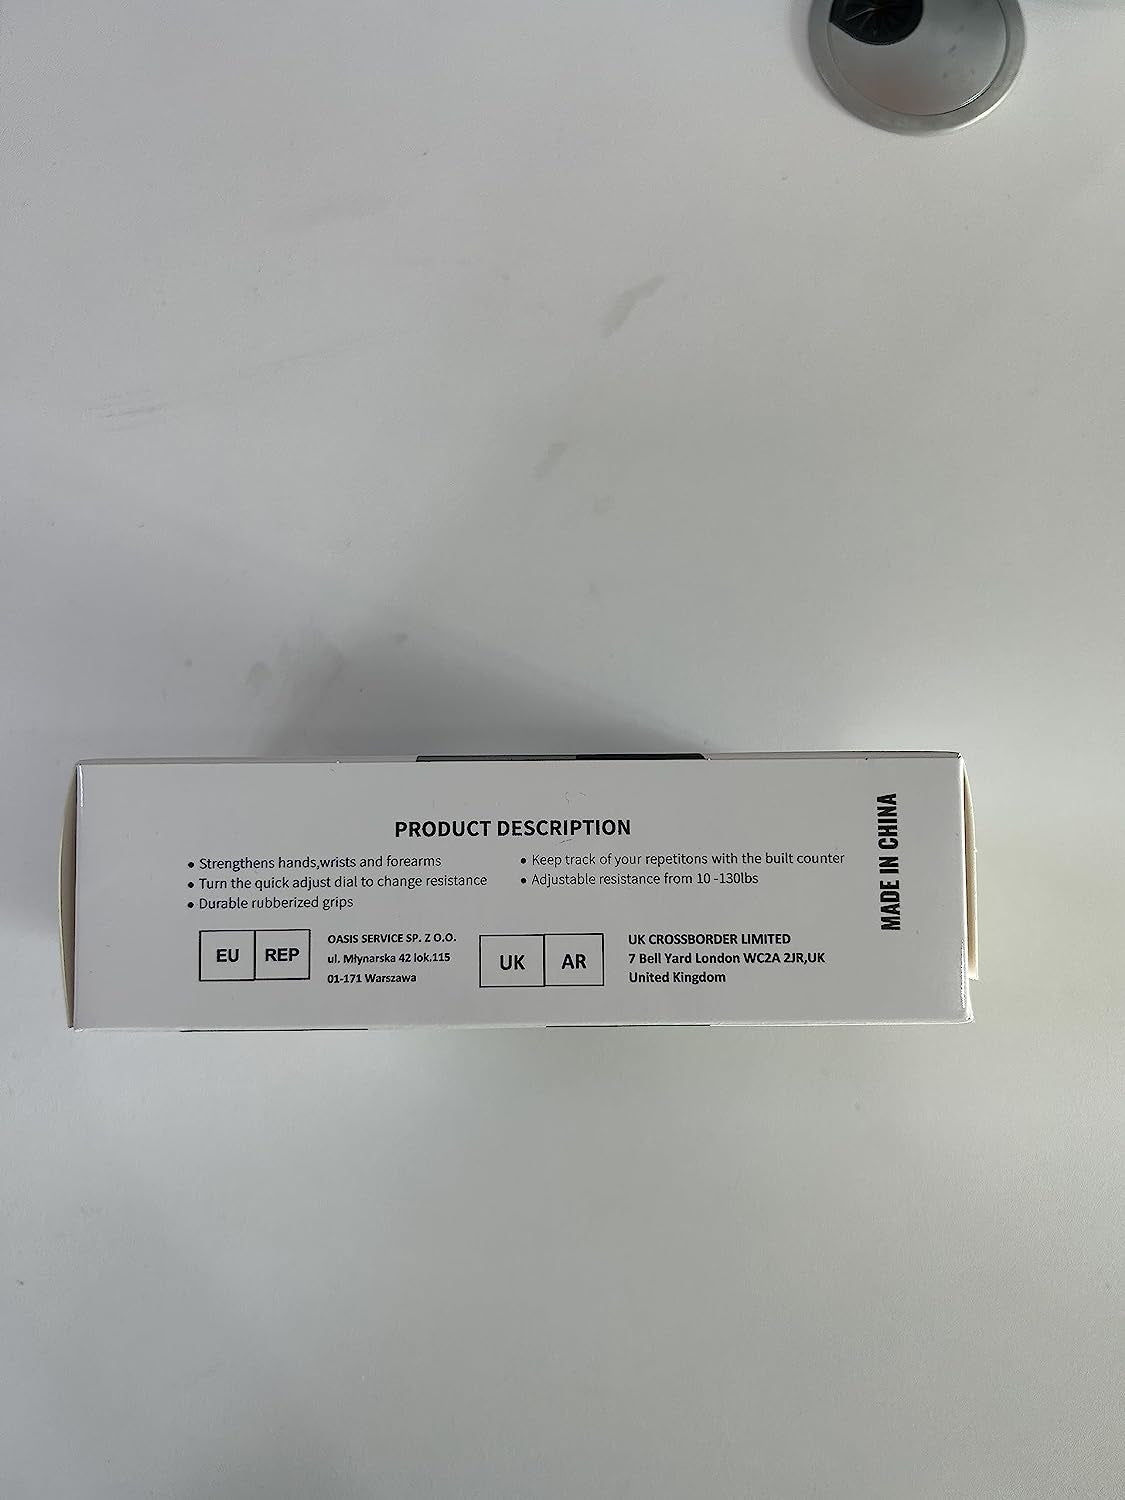 PRODUCT DESCRIPTION
• Strengthens hands,wrists and forearms
• Turn the quick adjust dial to change resistance
• Durable rubberized grips
• Keep track of your repetitons with the built counter
• Adjustable resistance from 10 -130lbs
EU REP
OASIS SERVICE SP. Z O.O.
ul. Młynarska 42 lok.115
01-171 Warszawa
UK AR
UK CROSSBORDER LIMITED
7 Bell Yard London WC2A 2JR,UK
United Kingdom
MADE IN CHINA